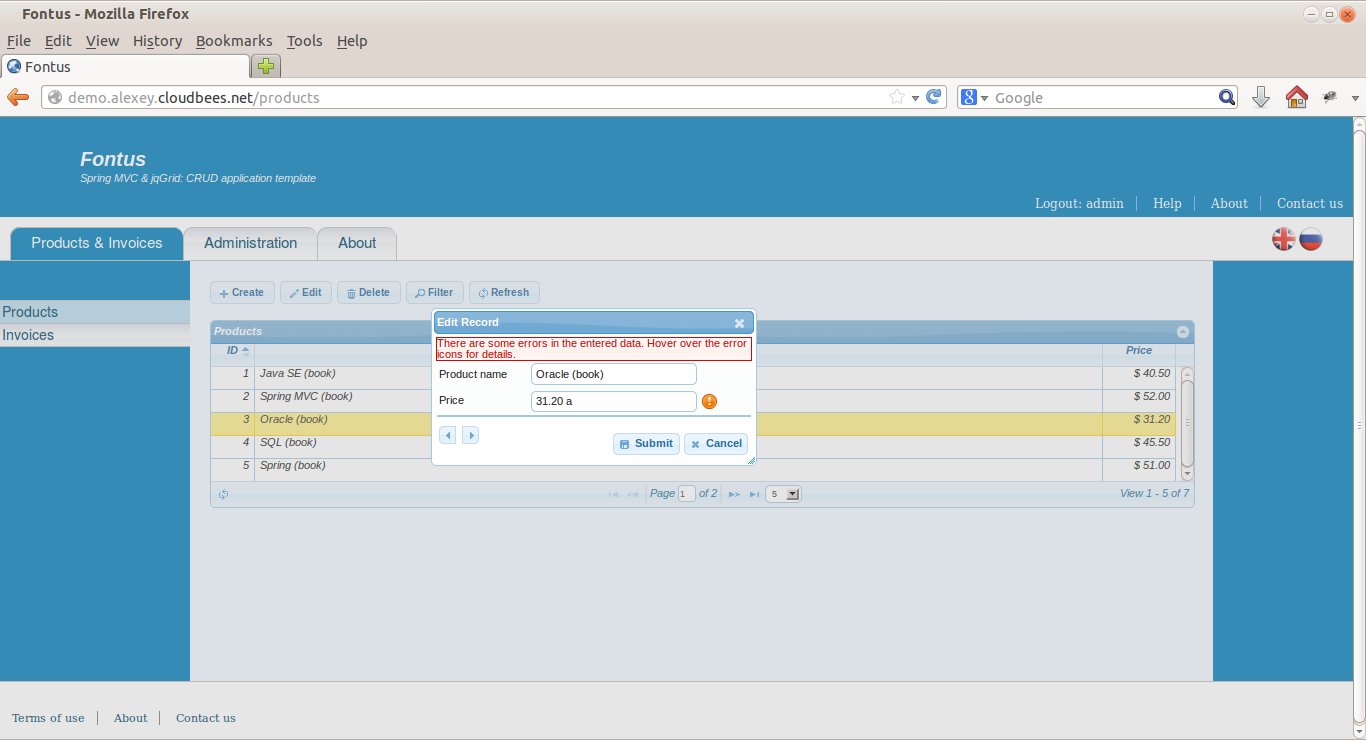 Fontus - Mozilla Firefox
File Edit View History Bookmarks Tools Help
Fontus
demo.alexey.cloudbees.net/products
Google
Fontus
Spring MVC & jqGrid: CRUD application template
Logout: admin Help About Contact us
Products & Invoices Administration About
Products
Invoices
Create Edit Delete Filter Refresh
Products
ID Price
1 Java SE (book) $ 40.50
2 Spring MVC (book) $ 52.00
3 Oracle (book) $ 31.20
4 SQL (book) $ 45.50
5 Spring (book) $ 51.00
Page 1 of 2 5 View 1 - 5 of 7
Edit Record
There are some errors in the entered data. Hover over the error
icons for details.
Product name Oracle (book)
Price 31.20 a
Submit Cancel
Terms of use About Contact us